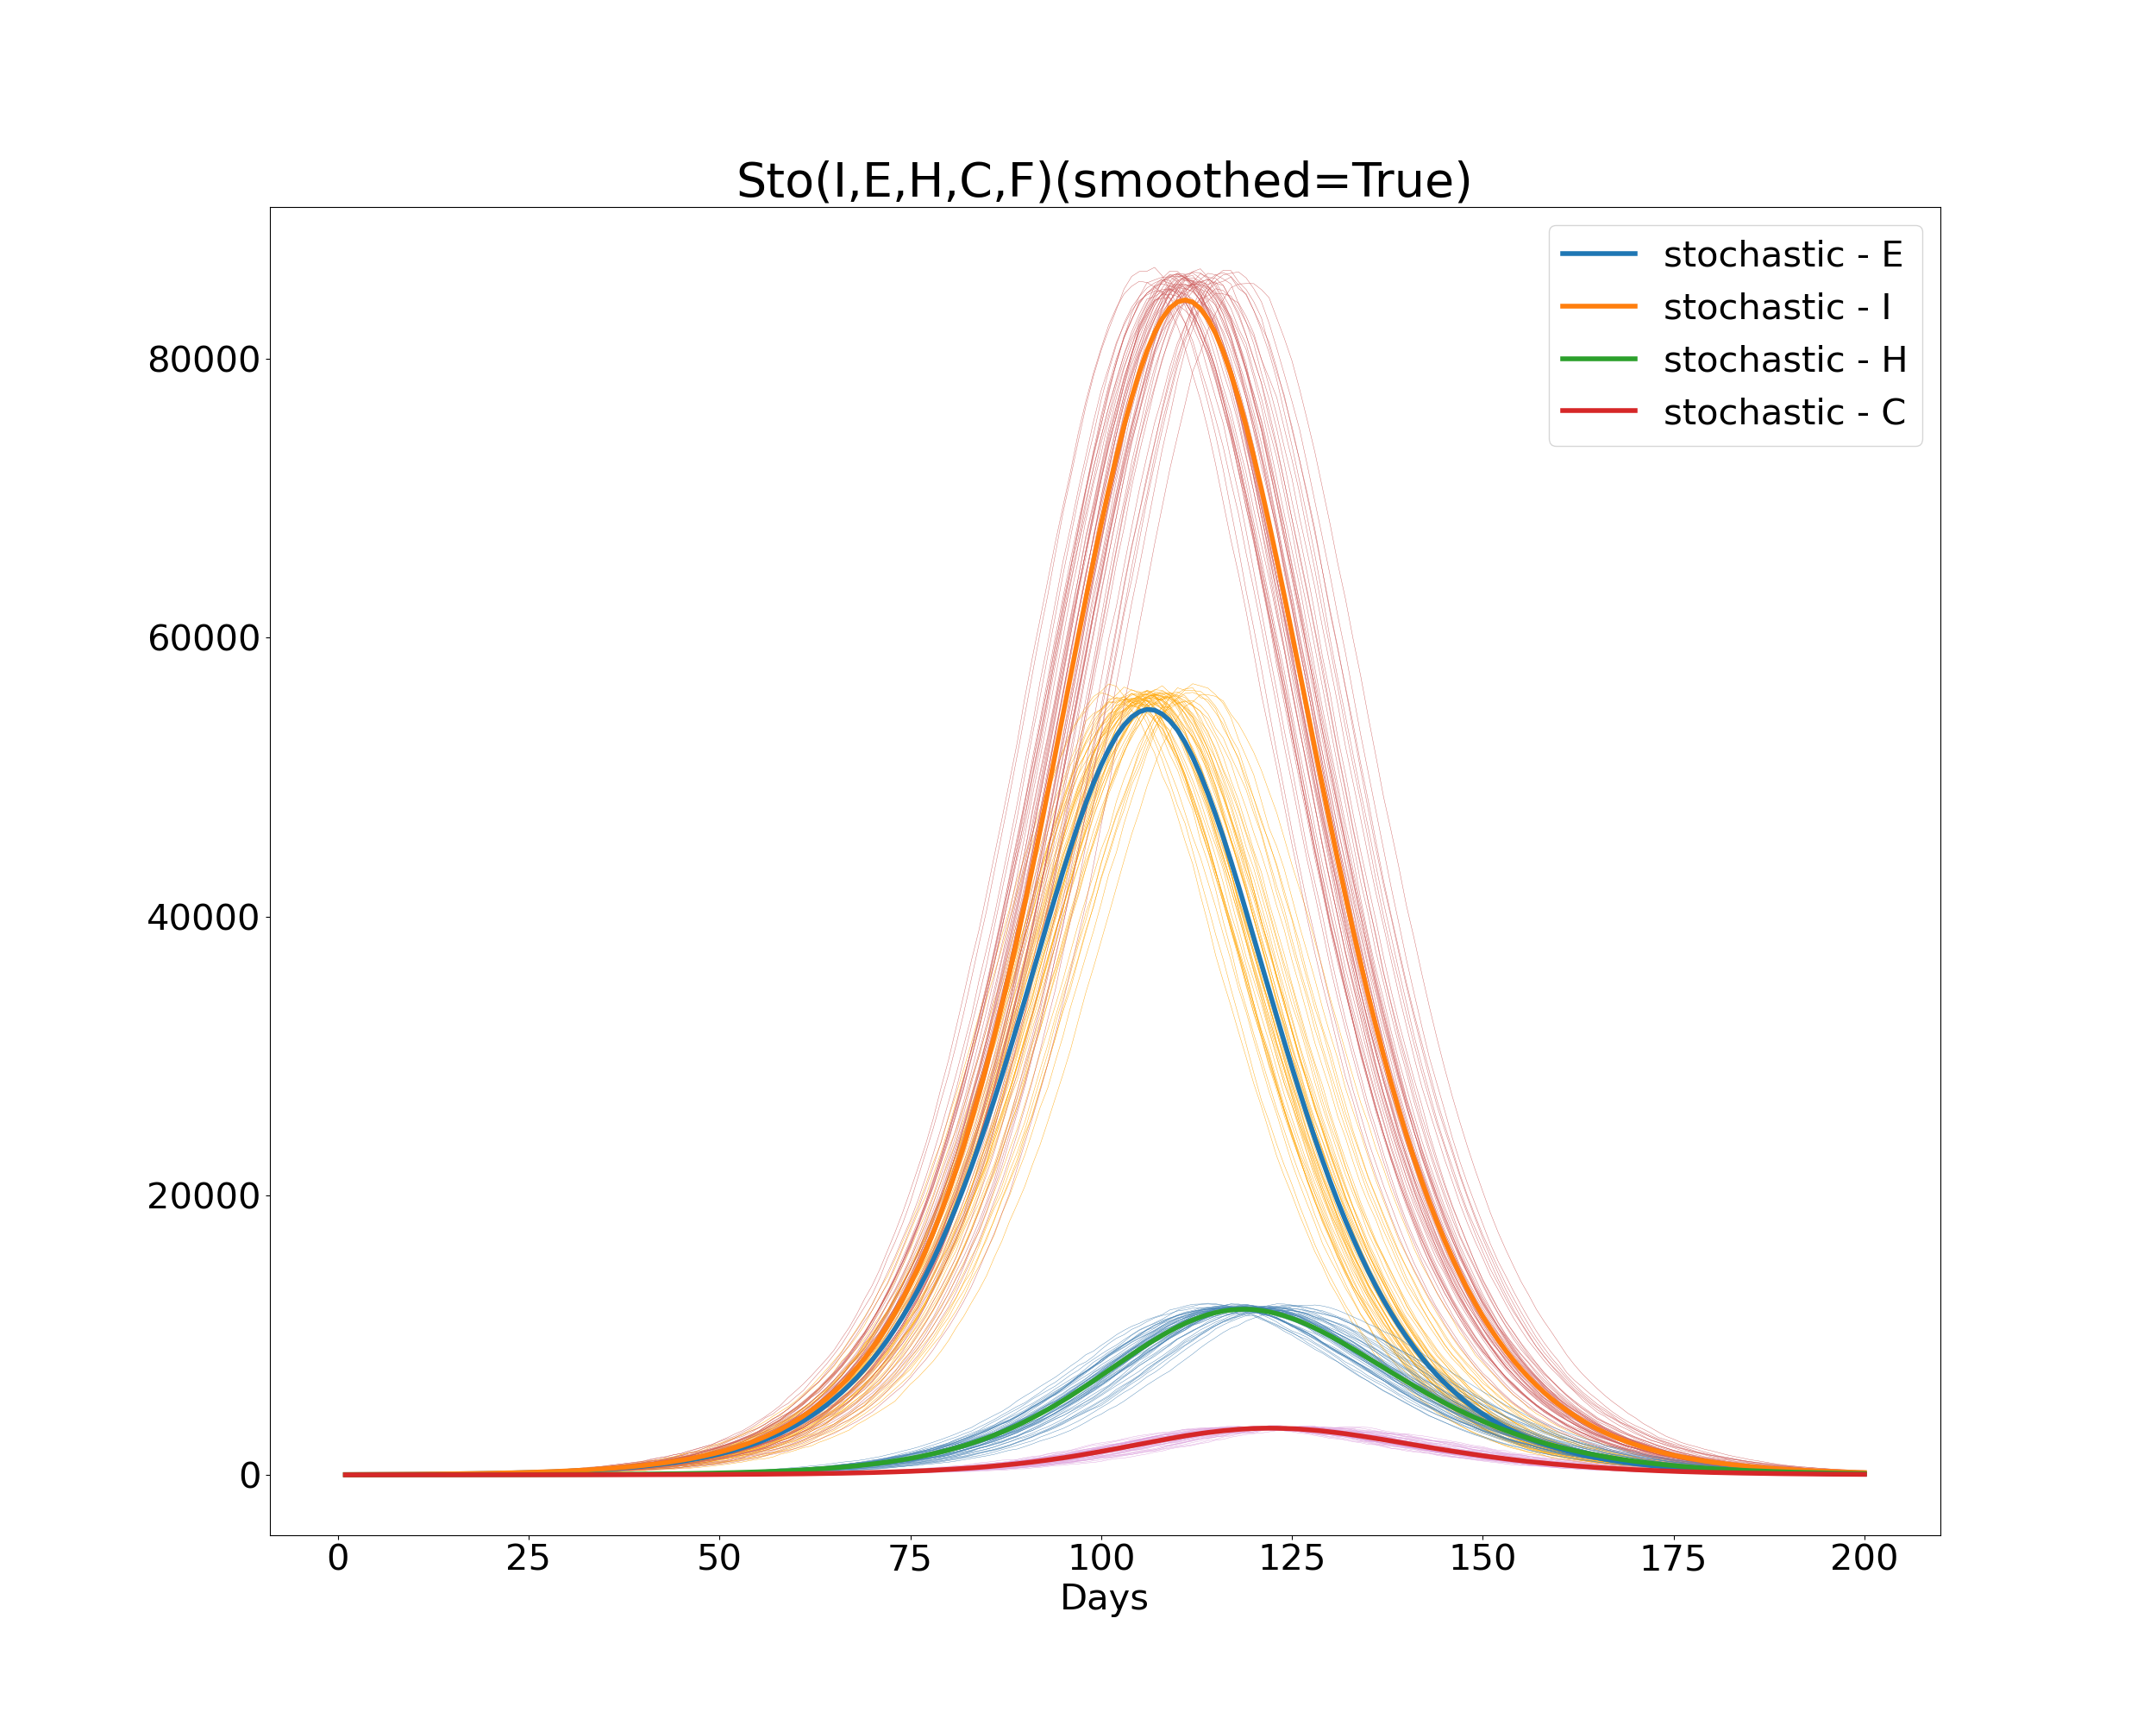 Sto(I,E,H,C,F)(smoothed=True)
stochastic - E
stochastic - I
stochastic - H
stochastic - C
80000
60000
40000
20000
0
0 25 50 75 100 125 150 175 200
Days